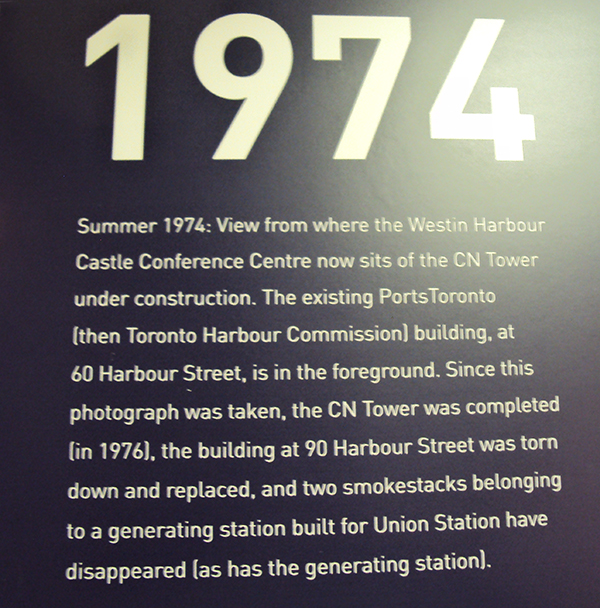 1974
Summer 1974: View from where the Westin Harbour
Castle Conference Centre now sits of the CN Tower
under construction. The existing PortsToronto
(then Toronto Harbour Commission) building, at
60 Harbour Street, is in the foreground. Since this
photograph was taken, the CN Tower was completed
(in 1976), the building at 90 Harbour Street was torn
down and replaced, and two smokestacks belonging
to a generating station built for Union Station have
disappeared (as has the generating station).